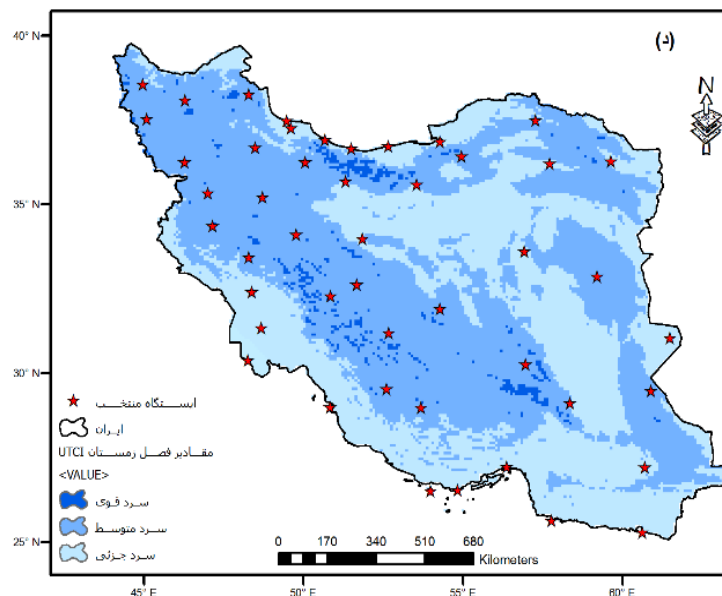 40° N
(د)
N
35° N
30° N
25° N
ایستگاه منتخب
ایران
مقادیر فصل زمستان UTCI
<VALUE>
سرد قوی
سرد متوسط
سرد جزئی
0 170 340 510 680
Kilometers
45° E 50° E 55° E 60° E